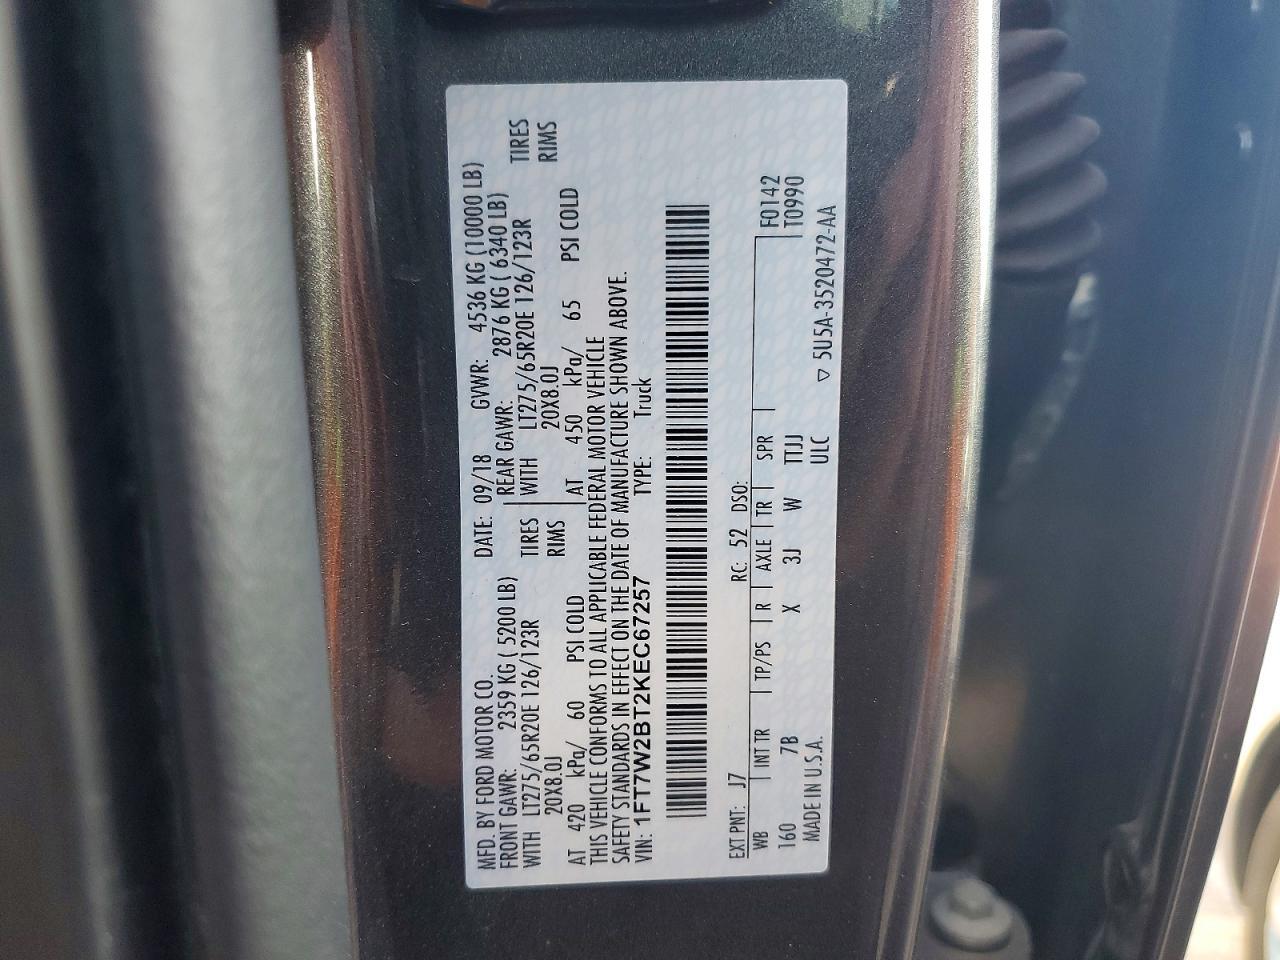 MFD. BY FORD MOTOR CO. DATE: 09/18 GVWR: 4536 KG (10000 LB)
FRONT GAWR: 2359 KG ( 5200 LB) REAR GAWR: 2876 KG ( 6340 LB)
WITH LT275/65R20E 126/123R TIRES WITH LT275/65R20E 126/123R TIRES
20X8.0J RIMS 20X8.0J RIMS
AT 420 kPa/ 60 PSI COLD AT 450 kPa/ 65 PSI COLD
THIS VEHICLE CONFORMS TO ALL APPLICABLE FEDERAL MOTOR VEHICLE
SAFETY STANDARDS IN EFFECT ON THE DATE OF MANUFACTURE SHOWN ABOVE.
VIN: 1FT7W2BT2KEC67257 TYPE: Truck
EXT PNT: J7 RC: 52 DSO: F0142
WB INT TR TP/PS R AXLE TR SPR T0990
160 7B X 3J W TTJJ
MADE IN U.S.A. ULC ▽ 5U5A-3520472-AA